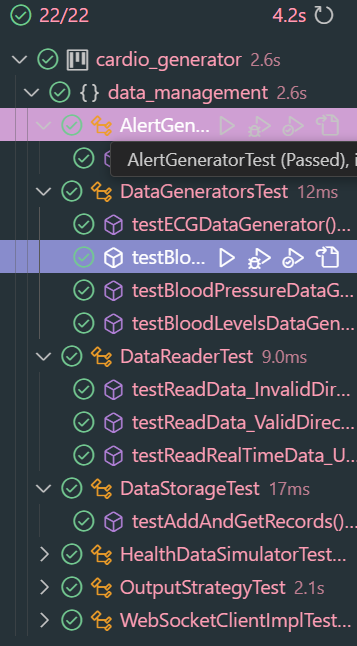 22/22 4.2s
cardio_generator 2.6s
{ } data_management 2.6s
AlertGen...
AlertGeneratorTest (Passed), i
DataGeneratorsTest 12ms
testECGDataGenerator()...
testBlo...
testBloodPressureDataG...
testBloodLevelsDataGen...
DataReaderTest 9.0ms
testReadData_InvalidDir...
testReadData_ValidDirec...
testReadRealTimeData_U...
DataStorageTest 17ms
testAddAndGetRecords()...
HealthDataSimulatorTest...
OutputStrategyTest 2.1s
WebSocketClientImplTest...